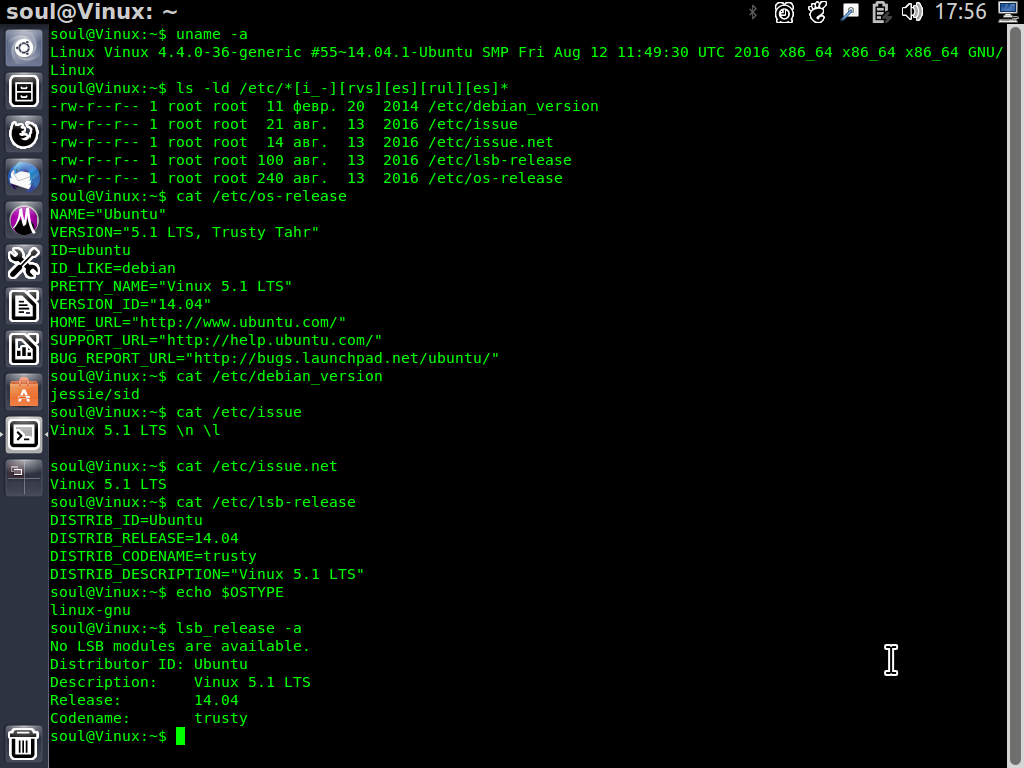 soul@Vinux: ~
17:56
soul@Vinux:~$ uname -a
Linux Vinux 4.4.0-36-generic #55~14.04.1-Ubuntu SMP Fri Aug 12 11:49:30 UTC 2016 x86_64 x86_64 x86_64 GNU/
Linux
soul@Vinux:~$ ls -ld /etc/*[i_-][rvs][es][rul][es]*
-rw-r--r-- 1 root root  11 февр. 20  2014 /etc/debian_version
-rw-r--r-- 1 root root  21 авг.  13  2016 /etc/issue
-rw-r--r-- 1 root root  14 авг.  13  2016 /etc/issue.net
-rw-r--r-- 1 root root 100 авг.  13  2016 /etc/lsb-release
-rw-r--r-- 1 root root 240 авг.  13  2016 /etc/os-release
soul@Vinux:~$ cat /etc/os-release
NAME="Ubuntu"
VERSION="5.1 LTS, Trusty Tahr"
ID=ubuntu
ID_LIKE=debian
PRETTY_NAME="Vinux 5.1 LTS"
VERSION_ID="14.04"
HOME_URL="http://www.ubuntu.com/"
SUPPORT_URL="http://help.ubuntu.com/"
BUG_REPORT_URL="http://bugs.launchpad.net/ubuntu/"
soul@Vinux:~$ cat /etc/debian_version
jessie/sid
soul@Vinux:~$ cat /etc/issue
Vinux 5.1 LTS \n \l
soul@Vinux:~$ cat /etc/issue.net
Vinux 5.1 LTS
soul@Vinux:~$ cat /etc/lsb-release
DISTRIB_ID=Ubuntu
DISTRIB_RELEASE=14.04
DISTRIB_CODENAME=trusty
DISTRIB_DESCRIPTION="Vinux 5.1 LTS"
soul@Vinux:~$ echo $OSTYPE
linux-gnu
soul@Vinux:~$ lsb_release -a
No LSB modules are available.
Distributor ID: Ubuntu
Description:    Vinux 5.1 LTS
Release:        14.04
Codename:       trusty
soul@Vinux:~$